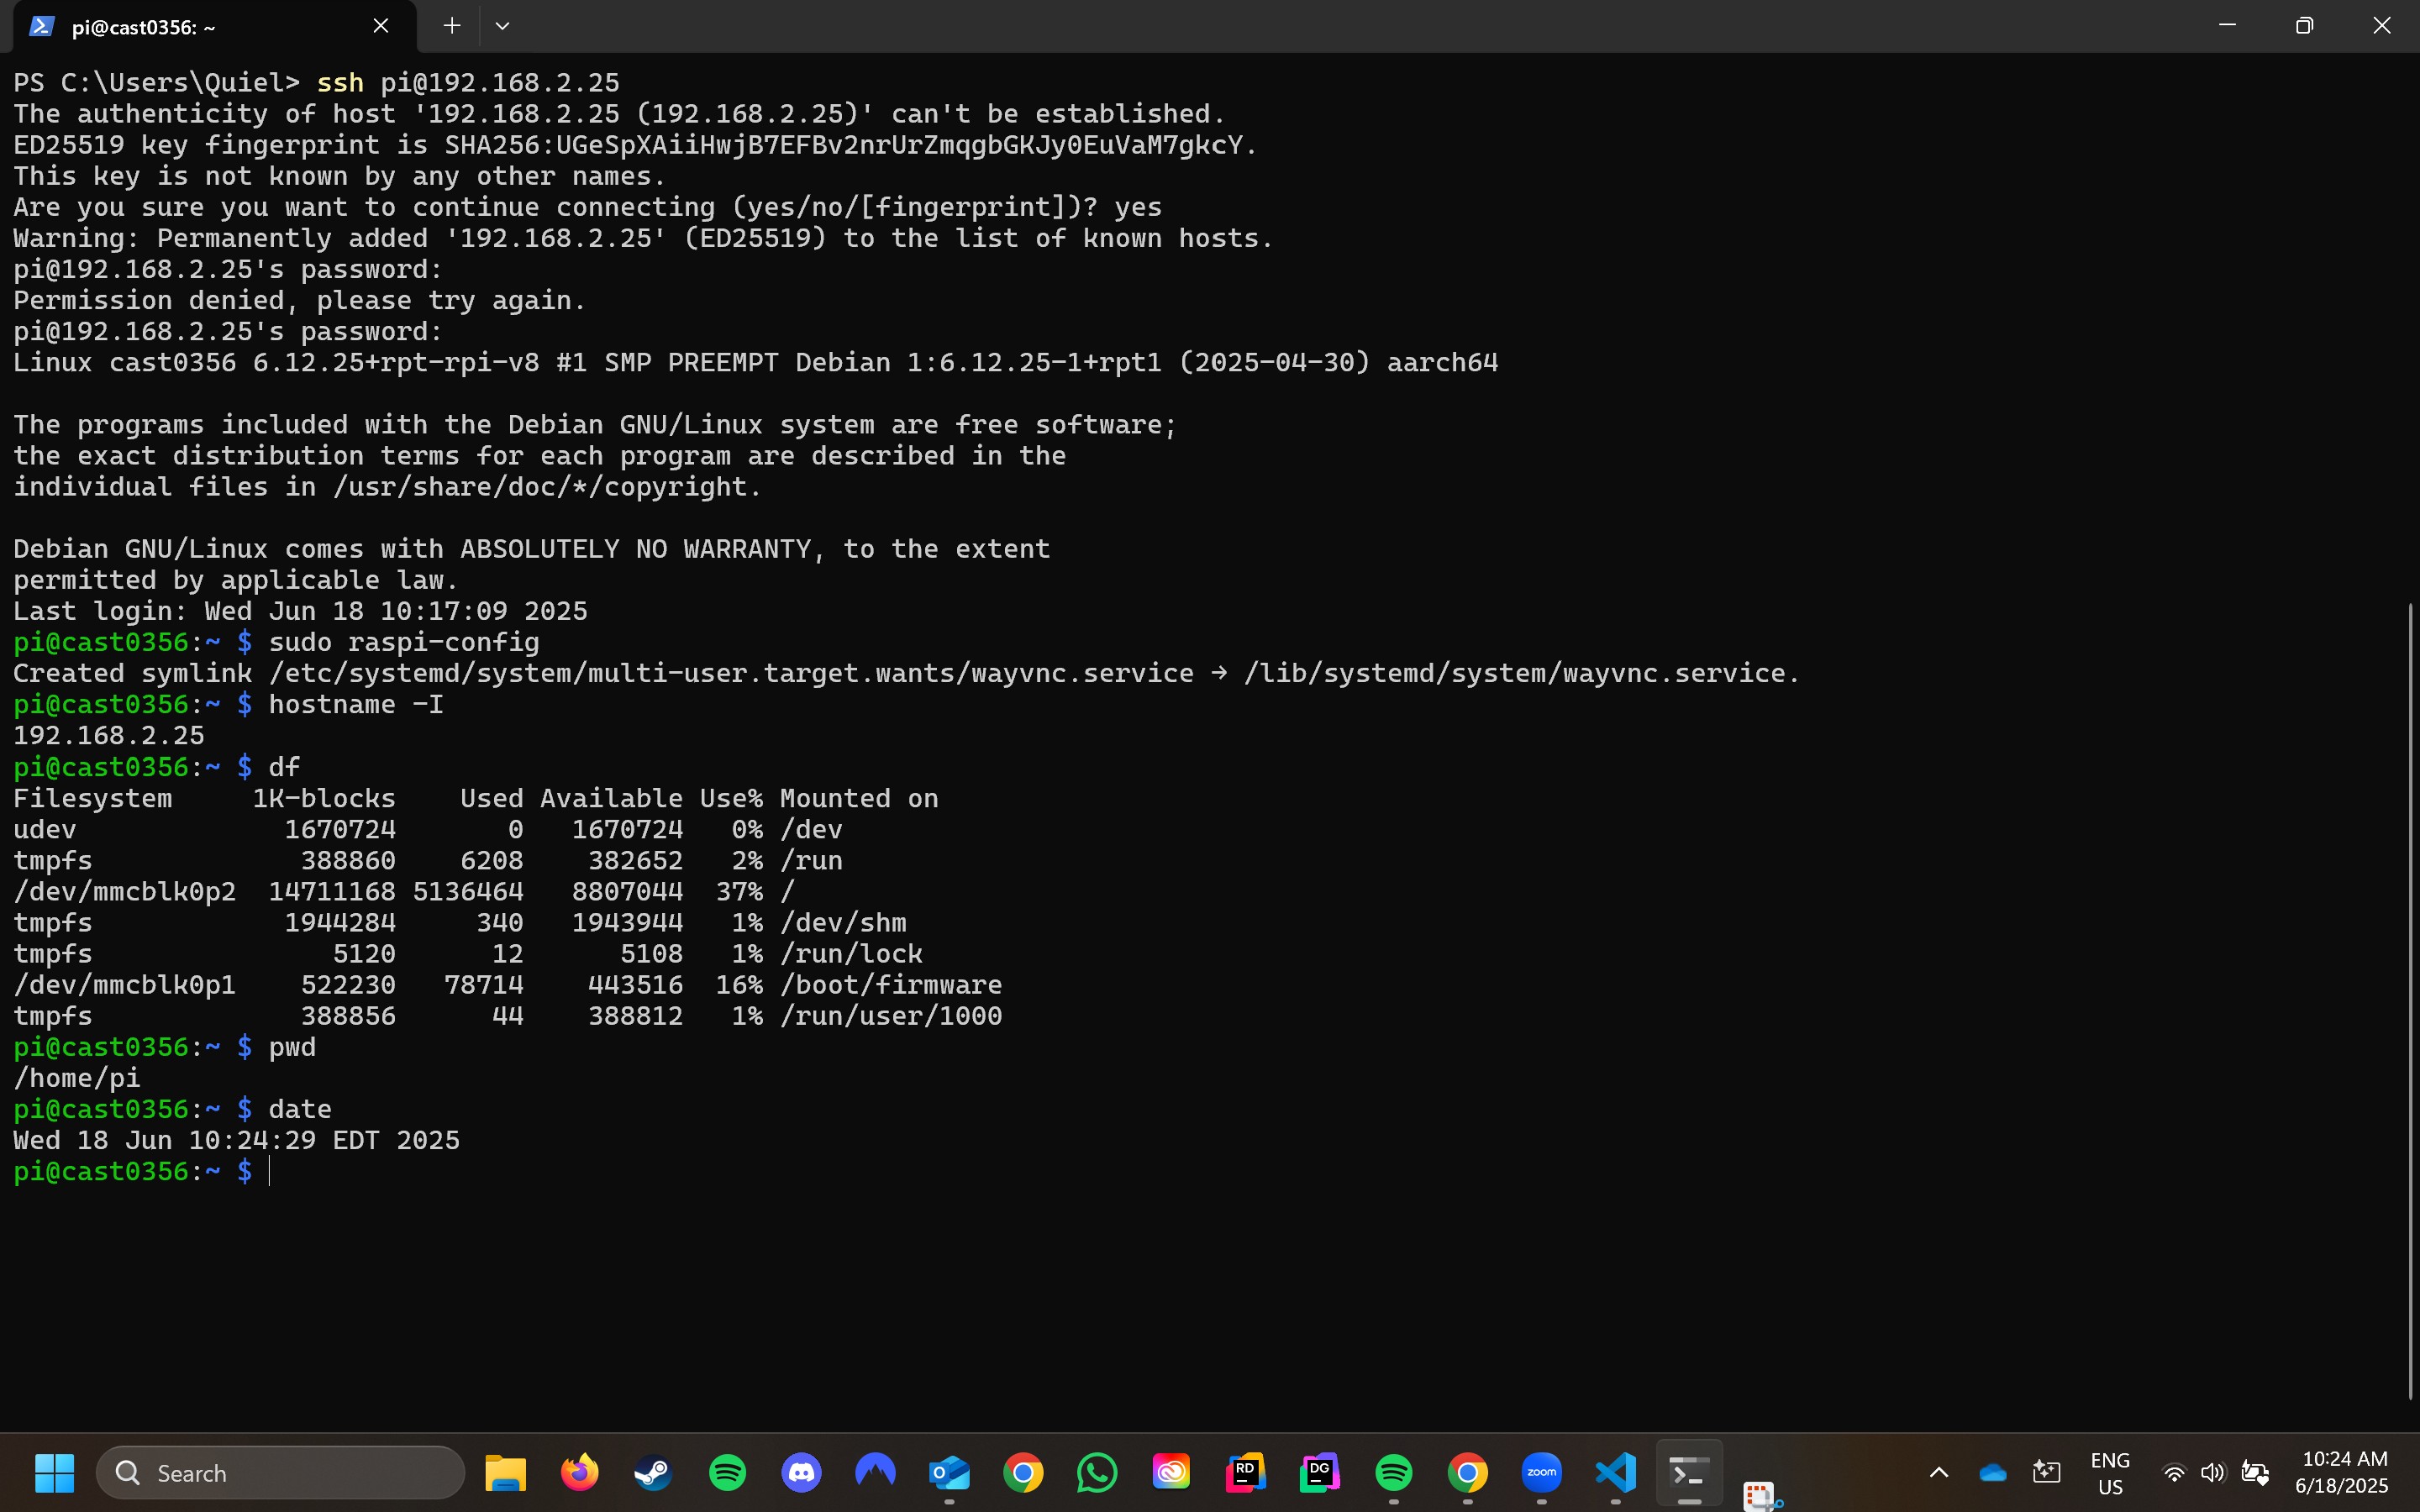 pi@cast0356: ~
PS C:\Users\Quiel> ssh pi@192.168.2.25
The authenticity of host '192.168.2.25 (192.168.2.25)' can't be established.
ED25519 key fingerprint is SHA256:UGeSpXAiiHwjB7EFBv2nrUrZmqgbGKJy0EuVaM7gkcY.
This key is not known by any other names.
Are you sure you want to continue connecting (yes/no/[fingerprint])? yes
Warning: Permanently added '192.168.2.25' (ED25519) to the list of known hosts.
pi@192.168.2.25's password:
Permission denied, please try again.
pi@192.168.2.25's password:
Linux cast0356 6.12.25+rpt-rpi-v8 #1 SMP PREEMPT Debian 1:6.12.25-1+rpt1 (2025-04-30) aarch64
The programs included with the Debian GNU/Linux system are free software;
the exact distribution terms for each program are described in the
individual files in /usr/share/doc/*/copyright.
Debian GNU/Linux comes with ABSOLUTELY NO WARRANTY, to the extent
permitted by applicable law.
Last login: Wed Jun 18 10:17:09 2025
pi@cast0356:~ $ sudo raspi-config
Created symlink /etc/systemd/system/multi-user.target.wants/wayvnc.service → /lib/systemd/system/wayvnc.service.
pi@cast0356:~ $ hostname -I
192.168.2.25
pi@cast0356:~ $ df
Filesystem     1K-blocks    Used Available Use% Mounted on
udev             1670724       0   1670724   0% /dev
tmpfs             388860    6208    382652   2% /run
/dev/mmcblk0p2  14711168 5136464   8807044  37% /
tmpfs            1944284     340   1943944   1% /dev/shm
tmpfs               5120      12      5108   1% /run/lock
/dev/mmcblk0p1    522230   78714    443516  16% /boot/firmware
tmpfs             388856      44    388812   1% /run/user/1000
pi@cast0356:~ $ pwd
/home/pi
pi@cast0356:~ $ date
Wed 18 Jun 10:24:29 EDT 2025
pi@cast0356:~ $
Search
RD
DG
zoom
ENG
US
10:24 AM
6/18/2025